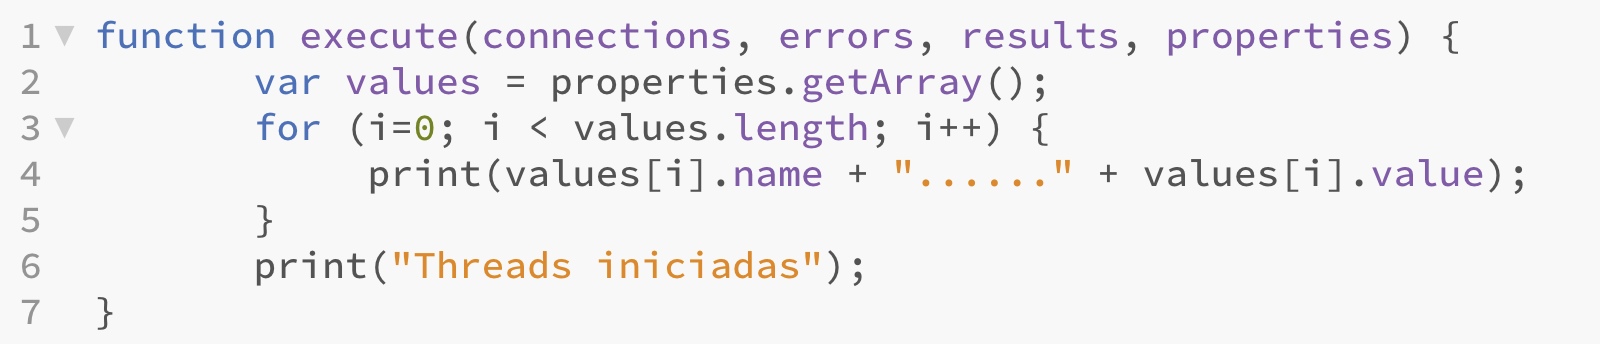 1 function execute(connections, errors, results, properties) {
2 var values = properties.getArray();
3 for (i=0; i < values.length; i++) {
4 print(values[i].name + "......" + values[i].value);
5 }
6 print("Threads iniciadas");
7 }